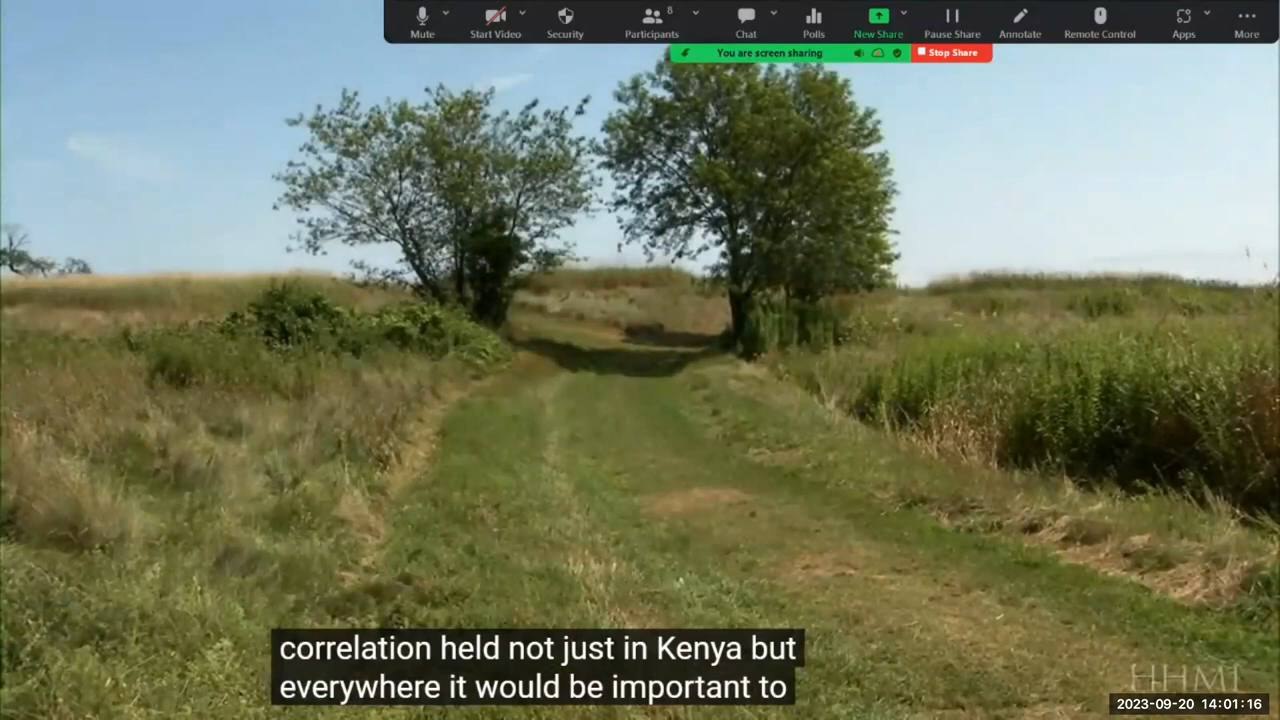 8
Mute
Start Video
Security
Participants
Chat
Polls
New Share
Pause Share
Annotate
Remote Control
Apps
More
You are screen sharing
Stop Share
correlation held not just in Kenya but
everywhere it would be important to
HHMI
2023-09-20 14:01:16